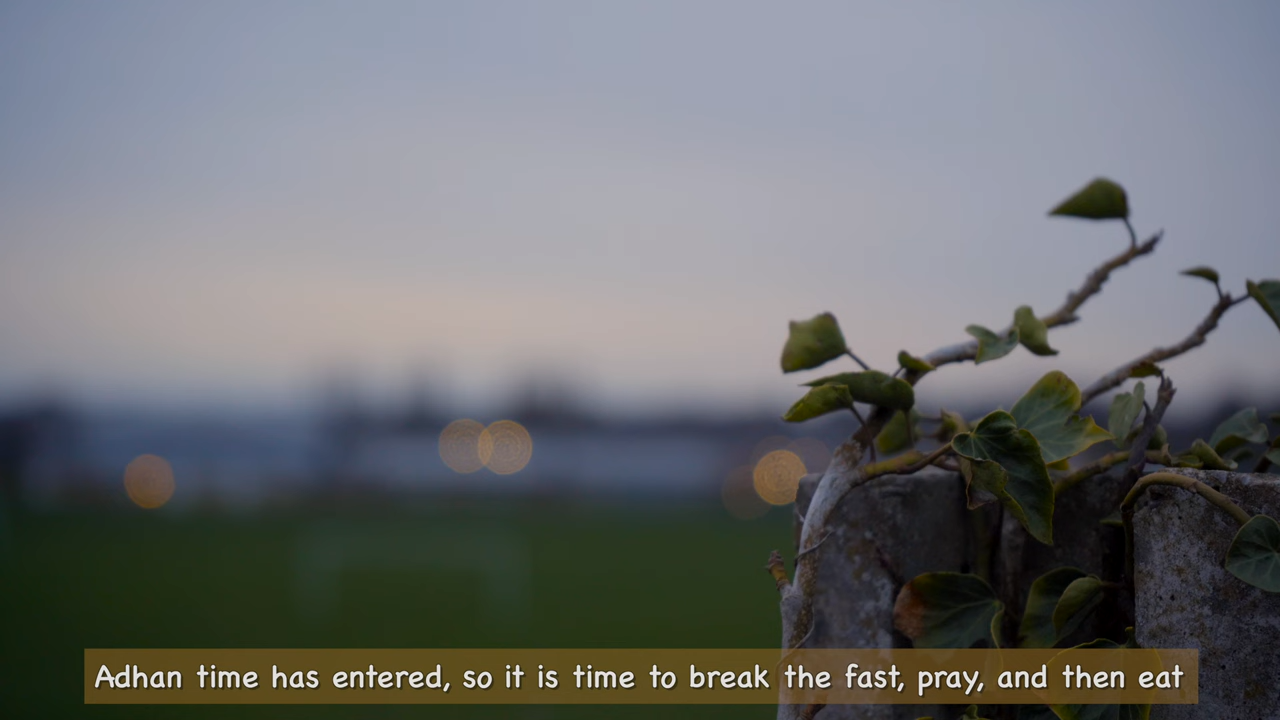 Adhan time has entered, so it is time to break the fast, pray, and then eat